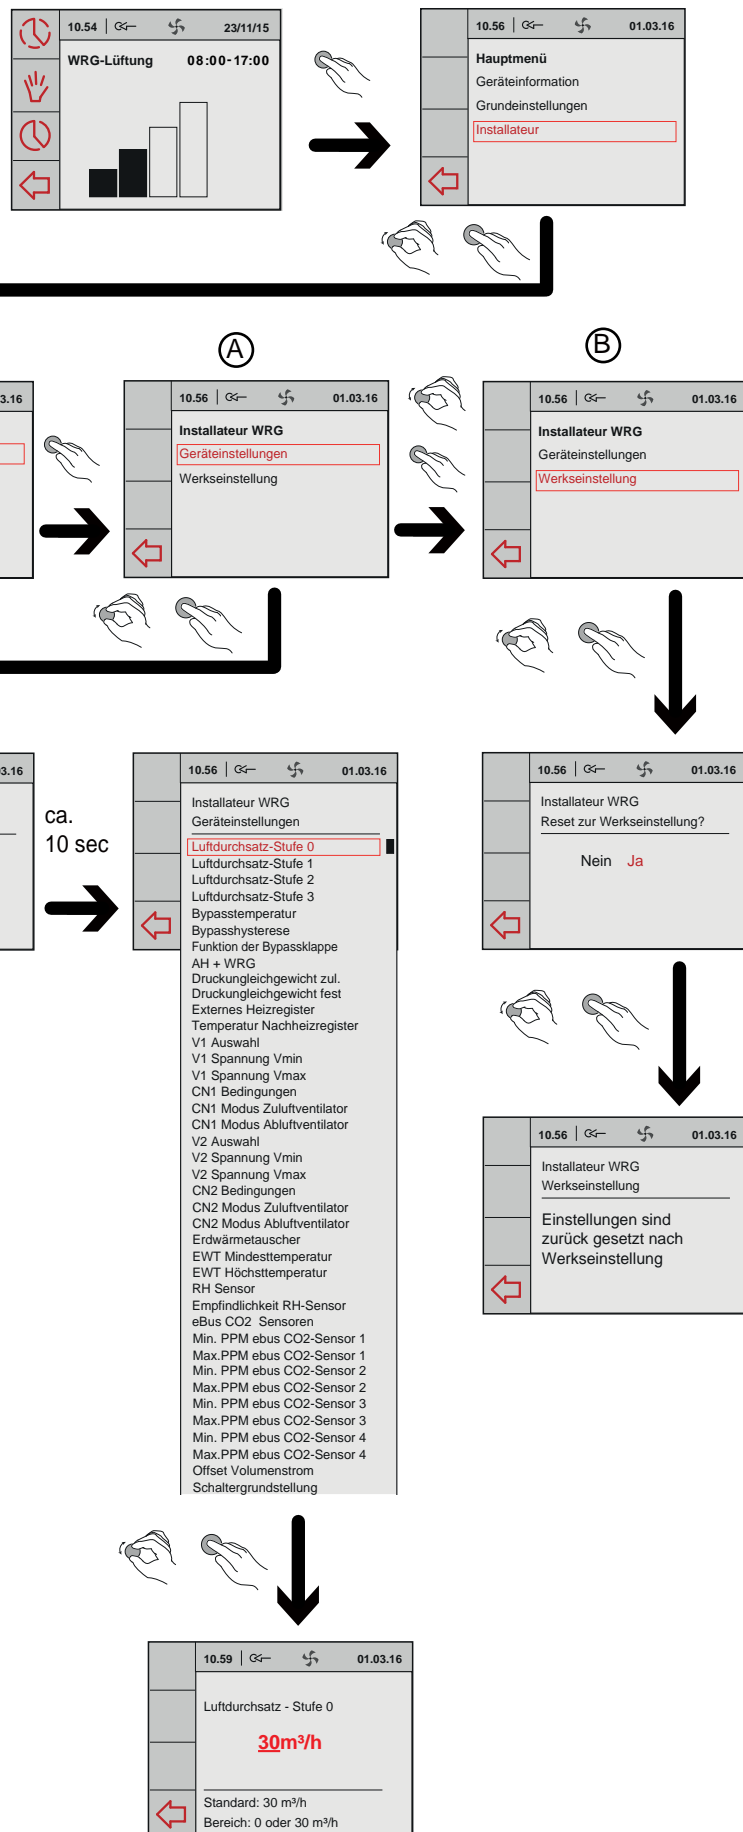 10.54
23/11/15
WRG-Lüftung 08:00-17:00
10.56
01.03.16
Hauptmenü
Geräteinformation
Grundeinstellungen
Installateur
A
B
3.16
10.56
01.03.16
Installateur WRG
Geräteinstellungen
Werkseinstellung
10.56
01.03.16
Installateur WRG
Geräteinstellungen
Werkseinstellung
03.16
ca.
10 sec
10.56
01.03.16
Installateur WRG
Geräteinstellungen
Luftdurchsatz-Stufe 0
Luftdurchsatz-Stufe 1
Luftdurchsatz-Stufe 2
Luftdurchsatz-Stufe 3
Bypasstemperatur
Bypasshysterese
Funktion der Bypassklappe
AH + WRG
Druckungleichgewicht zul.
Druckungleichgewicht fest
Externes Heizregister
Temperatur Nachheizregister
V1 Auswahl
V1 Spannung Vmin
V1 Spannung Vmax
CN1 Bedingungen
CN1 Modus Zuluftventilator
CN1 Modus Abluftventilator
V2 Auswahl
V2 Spannung Vmin
V2 Spannung Vmax
CN2 Bedingungen
CN2 Modus Zuluftventilator
CN2 Modus Abluftventilator
Erdwärmetauscher
EWT Mindesttemperatur
EWT Höchsttemperatur
RH Sensor
Empfindlichkeit RH-Sensor
eBus CO2 Sensoren
Min. PPM ebus CO2-Sensor 1
Max.PPM ebus CO2-Sensor 1
Min. PPM ebus CO2-Sensor 2
Max.PPM ebus CO2-Sensor 2
Min. PPM ebus CO2-Sensor 3
Max.PPM ebus CO2-Sensor 3
Min. PPM ebus CO2-Sensor 4
Max.PPM ebus CO2-Sensor 4
Offset Volumenstrom
Schaltergrundstellung
10.56
01.03.16
Installateur WRG
Reset zur Werkseinstellung?
Nein Ja
10.56
01.03.16
Installateur WRG
Werkseinstellung
Einstellungen sind
zurück gesetzt nach
Werkseinstellung
10.59
01.03.16
Luftdurchsatz - Stufe 0
30m³/h
Standard: 30 m³/h
Bereich: 0 oder 30 m³/h